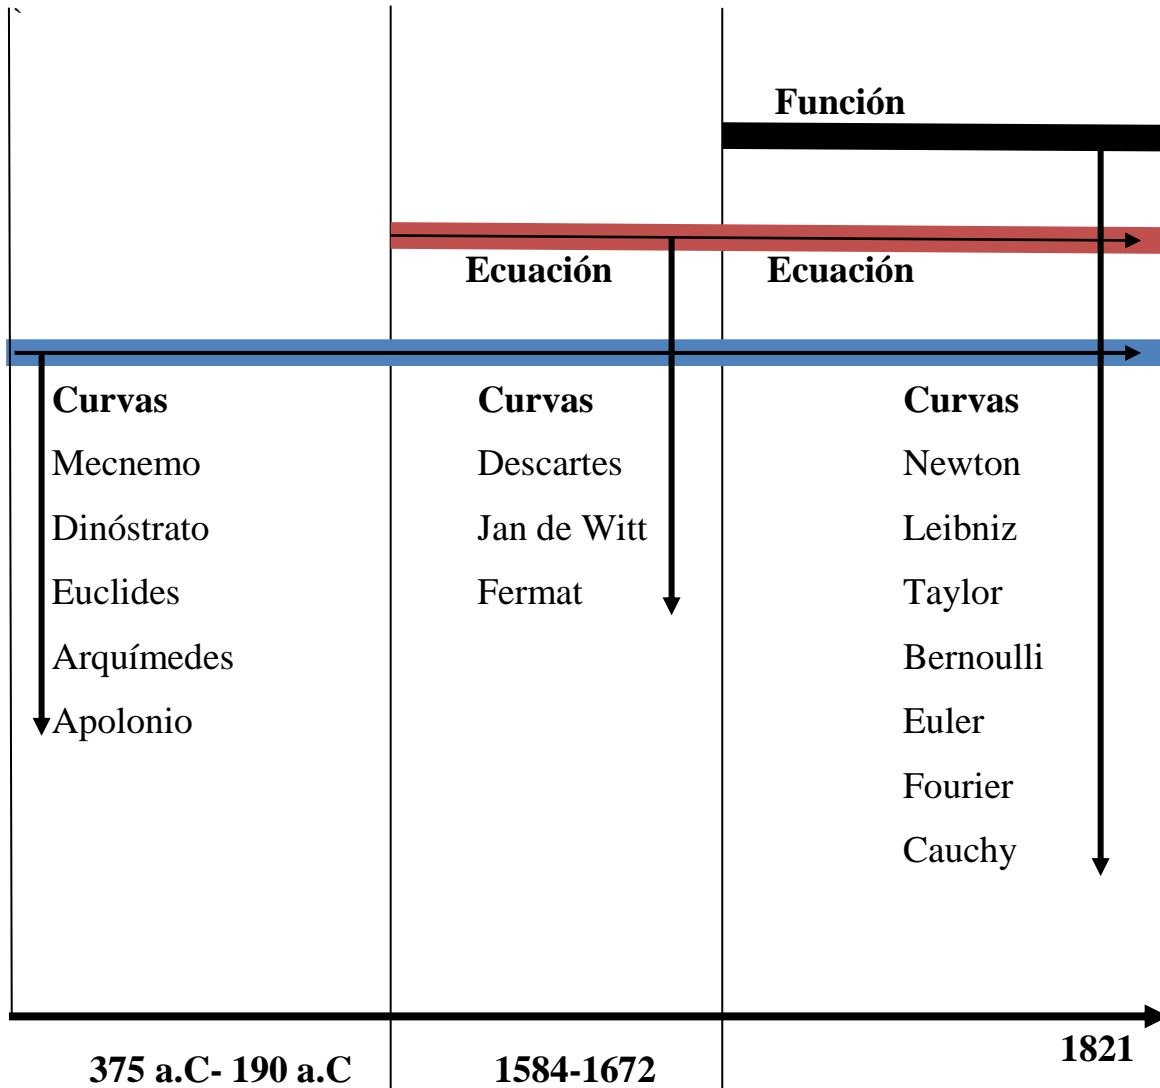 `
Función
Ecuación
Ecuación
Curvas
Mecnemo
Dinóstrato
Euclides
Arquímedes
Apolonio
Curvas
Descartes
Jan de Witt
Fermat
Curvas
Newton
Leibniz
Taylor
Bernoulli
Euler
Fourier
Cauchy
375 a.C- 190 a.C
1584-1672
1821